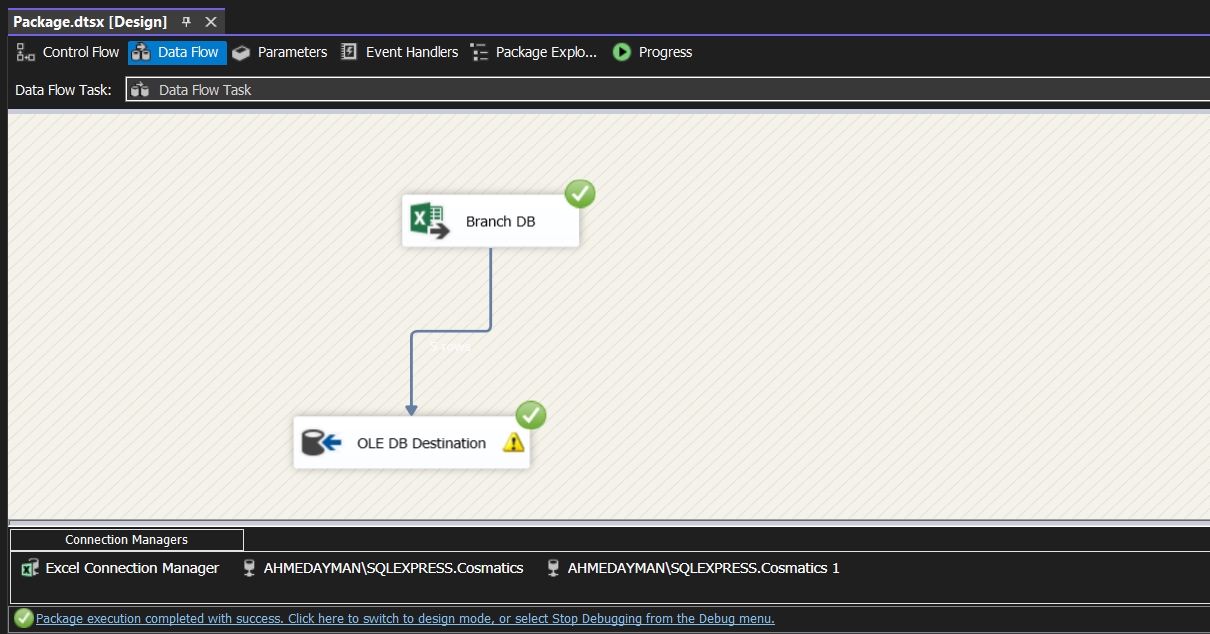 Package.dtsx [Design]
Control Flow Data Flow Parameters Event Handlers Package Explo... Progress
Data Flow Task: Data Flow Task
Branch DB
5 rows
OLE DB Destination
Connection Managers
Excel Connection Manager AHMEDAYMAN\SQLEXPRESS.Cosmatics AHMEDAYMAN\SQLEXPRESS.Cosmatics 1
Package execution completed with success. Click here to switch to design mode, or select Stop Debugging from the Debug menu.